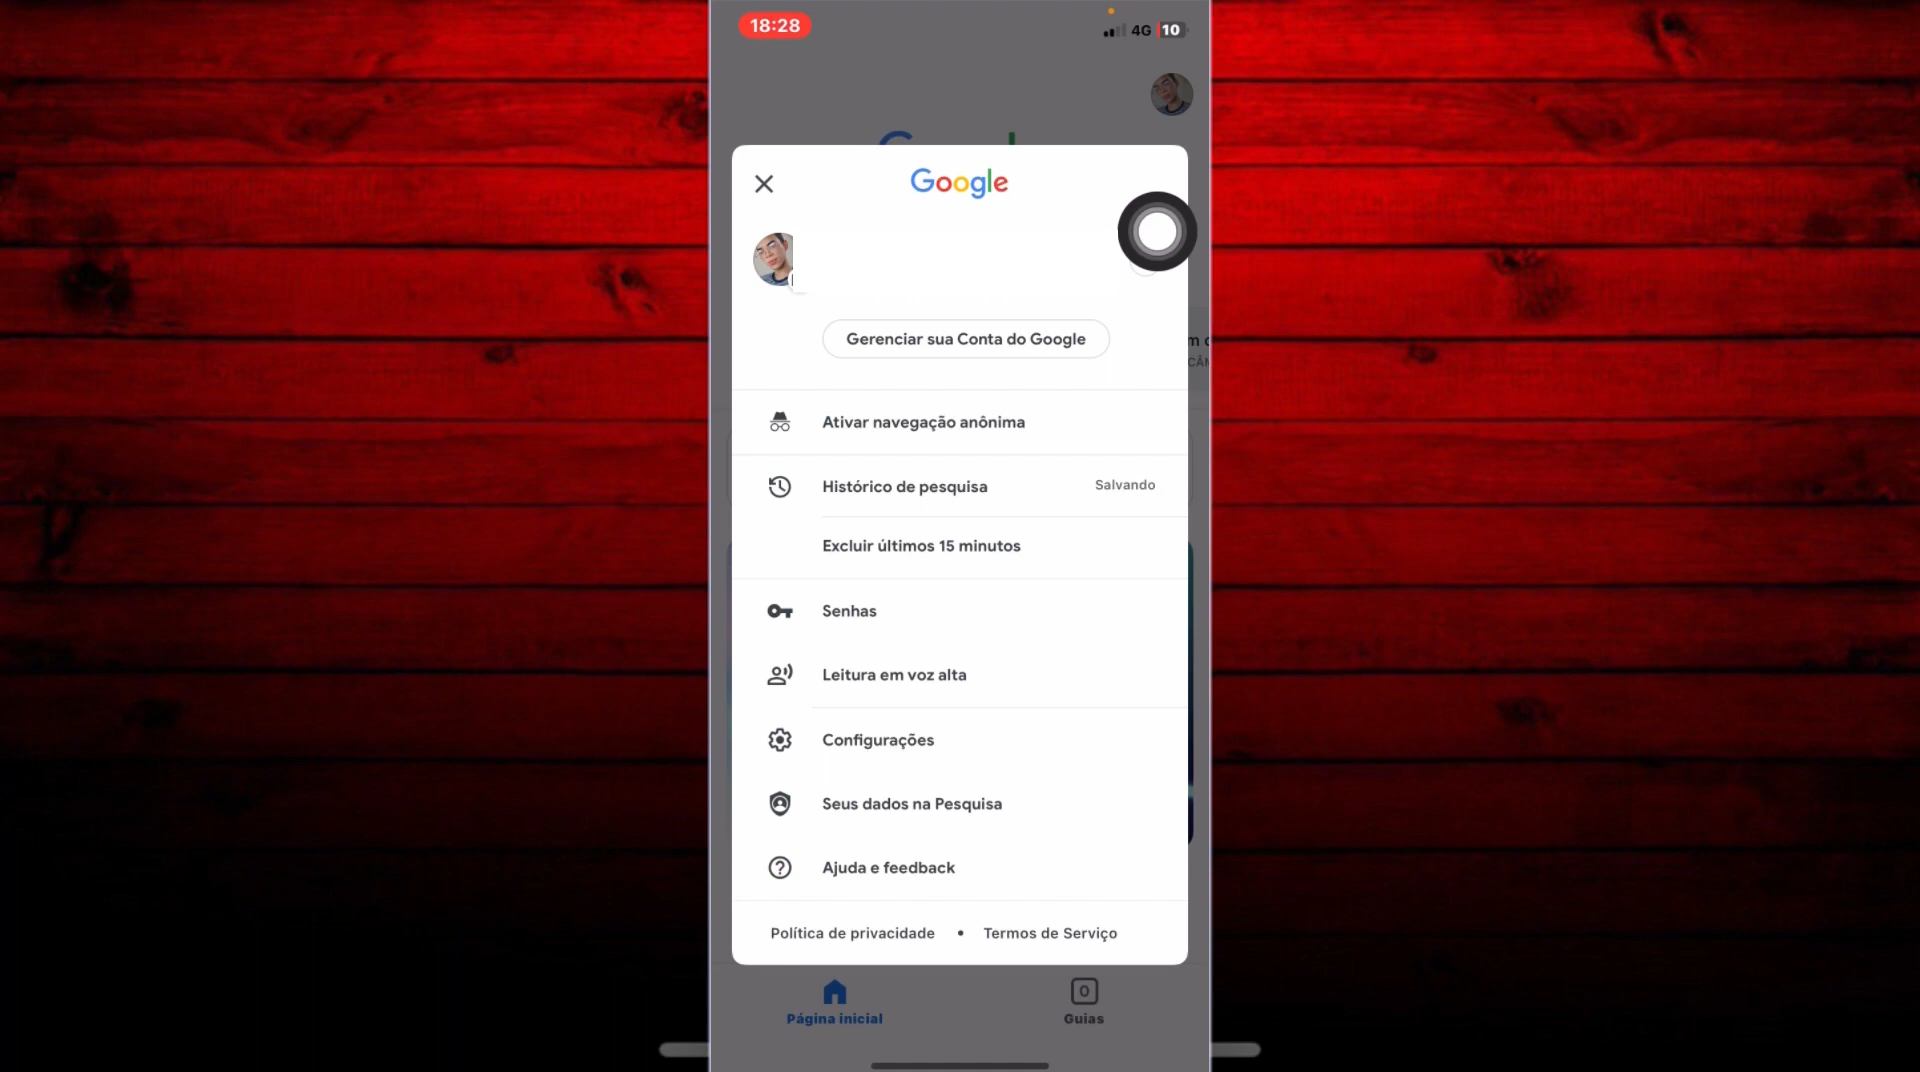 18:28
4G 10
Google
Gerenciar sua Conta do Google
Ativar navegação anônima
Histórico de pesquisa Salvando
Excluir últimos 15 minutos
Senhas
Leitura em voz alta
Configurações
Seus dados na Pesquisa
Ajuda e feedback
Política de privacidade • Termos de Serviço
0
Página inicial Guias